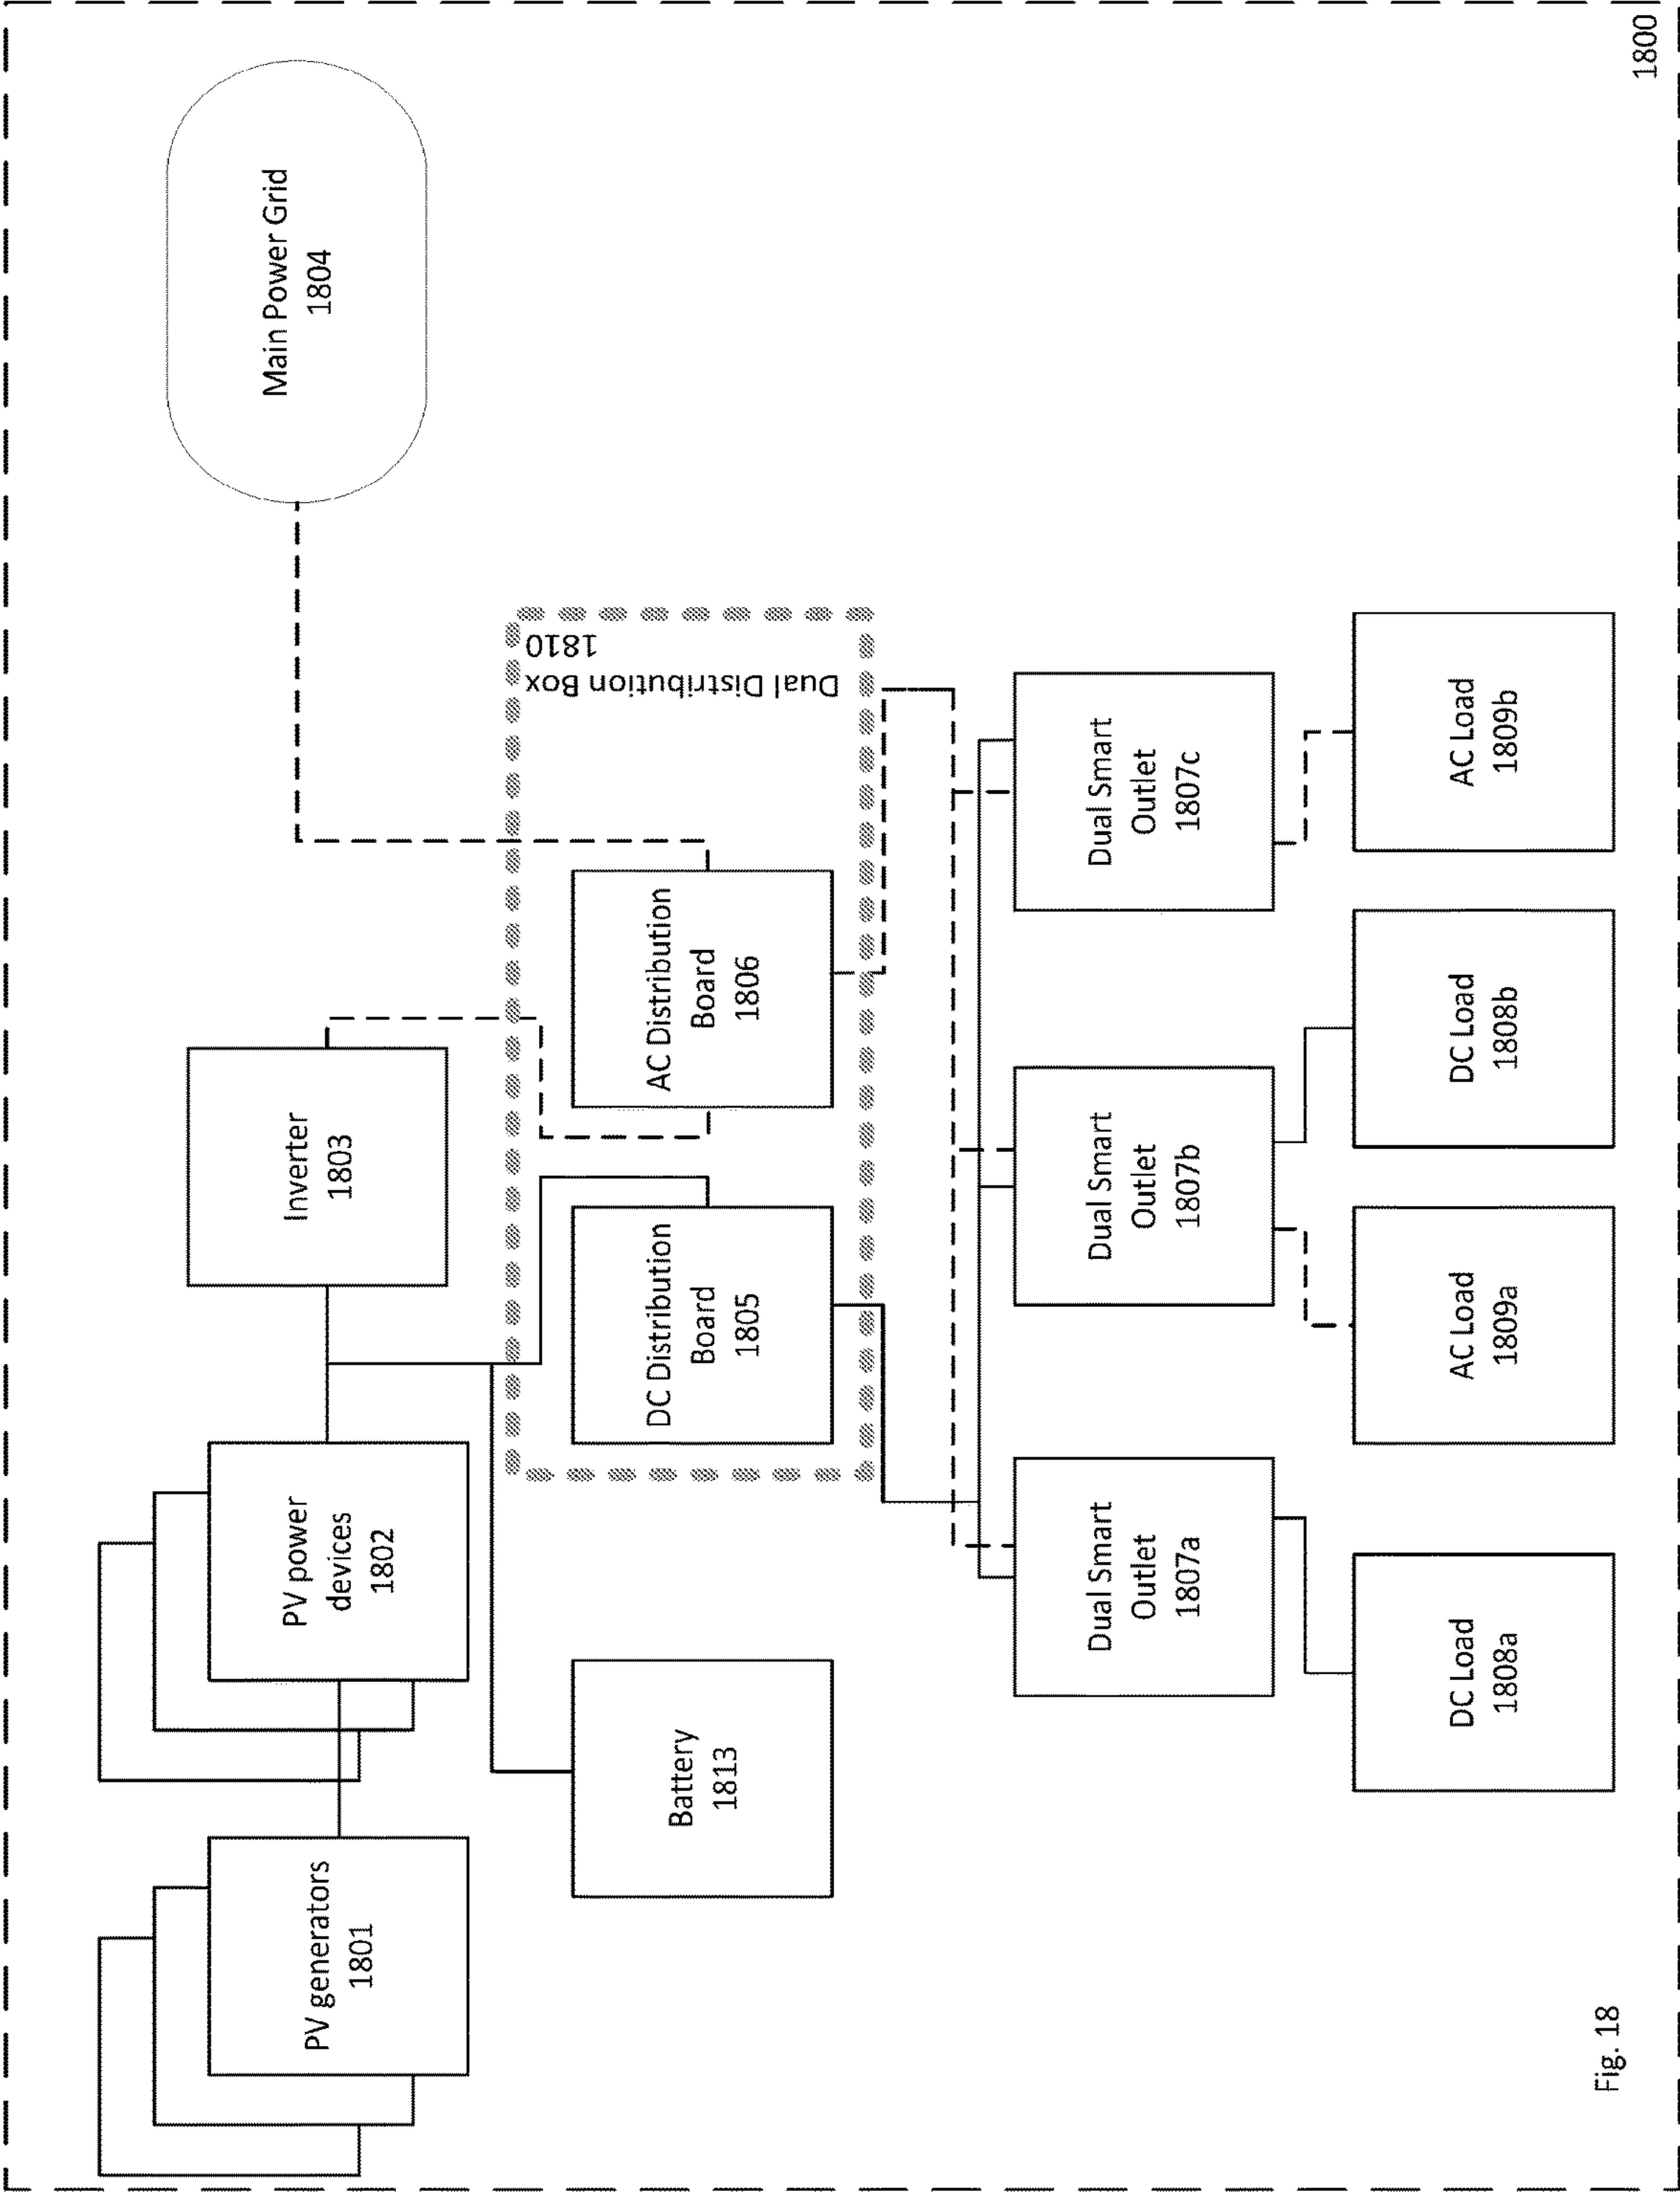 PV generators
1801
PV power
devices
1802
Inverter
1803
Main Power Grid
1804
Battery
1813
DC Distribution
Board
1805
AC Distribution
Board
1806
Dual Distribution Box
1810
Dual Smart
Outlet
1807a
Dual Smart
Outlet
1807b
Dual Smart
Outlet
1807c
DC Load
1808a
AC Load
1809a
DC Load
1808b
AC Load
1809b
Fig. 18
1800